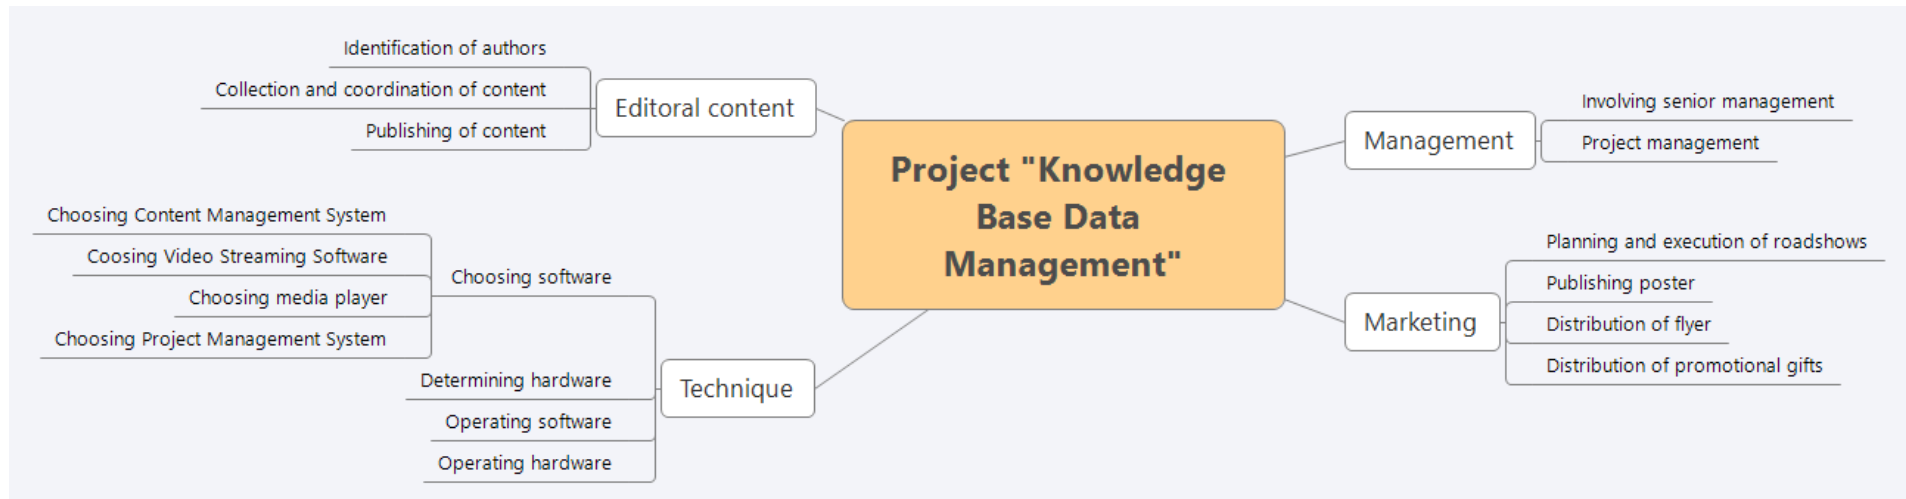 Project "Knowledge
Base Data
Management"
Editoral content
Identification of authors
Collection and coordination of content
Publishing of content
Technique
Choosing software
Choosing Content Management System
Coosing Video Streaming Software
Choosing media player
Choosing Project Management System
Determining hardware
Operating software
Operating hardware
Management
Involving senior management
Project management
Marketing
Planning and execution of roadshows
Publishing poster
Distribution of flyer
Distribution of promotional gifts